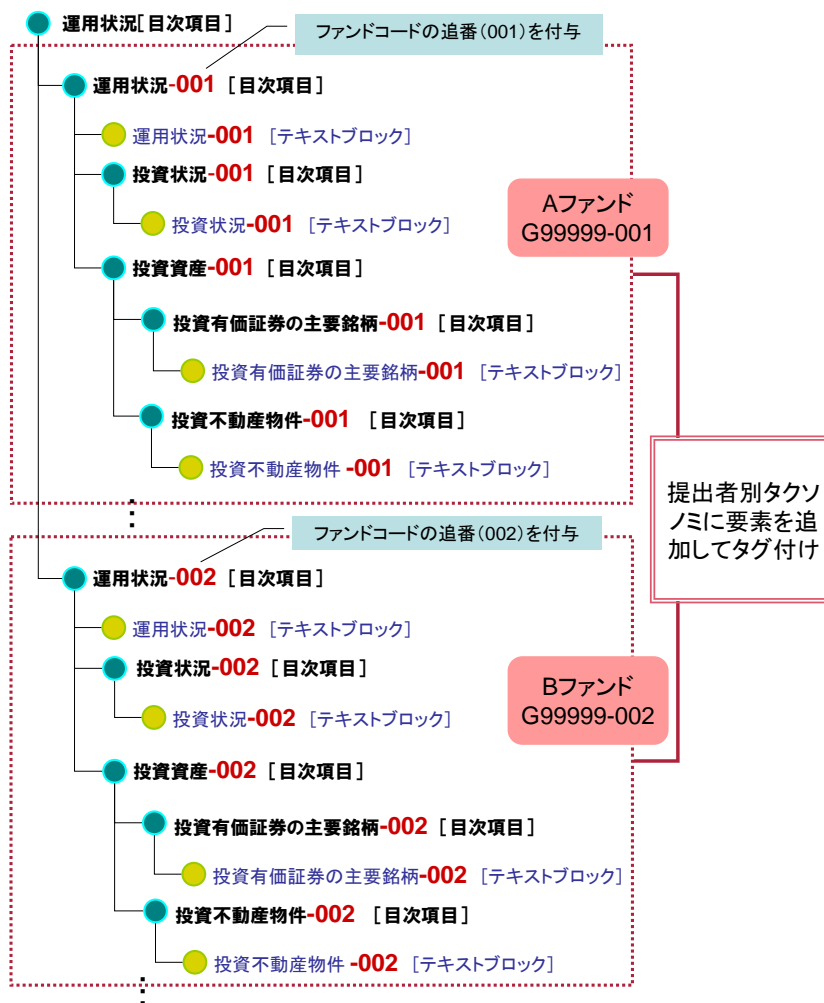 運用状況[目次項目]
ファンドコードの追番(001)を付与
運用状況-001 [目次項目]
運用状況-001 [テキストブロック]
投資状況-001 [目次項目]
投資状況-001 [テキストブロック]
Aファンド
G99999-001
投資資産-001 [目次項目]
投資有価証券の主要銘柄-001 [目次項目]
投資有価証券の主要銘柄-001 [テキストブロック]
投資不動産物件-001 [目次項目]
投資不動産物件 -001 [テキストブロック]
提出者別タクソ
ノミに要素を追
加してタグ付け
ファンドコードの追番(002)を付与
運用状況-002 [目次項目]
運用状況-002 [テキストブロック]
投資状況-002 [目次項目]
投資状況-002 [テキストブロック]
Bファンド
G99999-002
投資資産-002 [目次項目]
投資有価証券の主要銘柄-002 [目次項目]
投資有価証券の主要銘柄-002 [テキストブロック]
投資不動産物件-002 [目次項目]
投資不動産物件 -002 [テキストブロック]